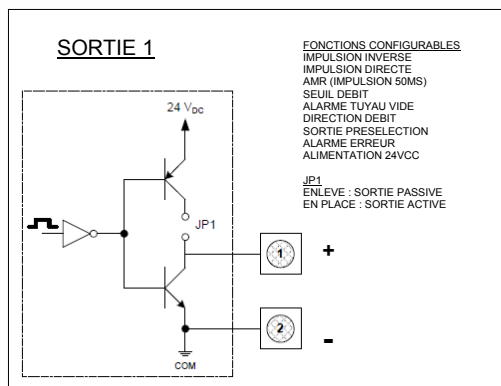 SORTIE 1
FONCTIONS CONFIGURABLES
IMPULSION INVERSE
IMPULSION DIRECTE
AMR (IMPULSION 50MS)
SEUIL DEBIT
ALARME TUYAU VIDE
DIRECTION DEBIT
SORTIE PRESELECTION
ALARME ERREUR
ALIMENTATION 24VCC
JP1
ENLEVE : SORTIE PASSIVE
EN PLACE : SORTIE ACTIVE
24 VDC
JP1
1 +
2 -
COM